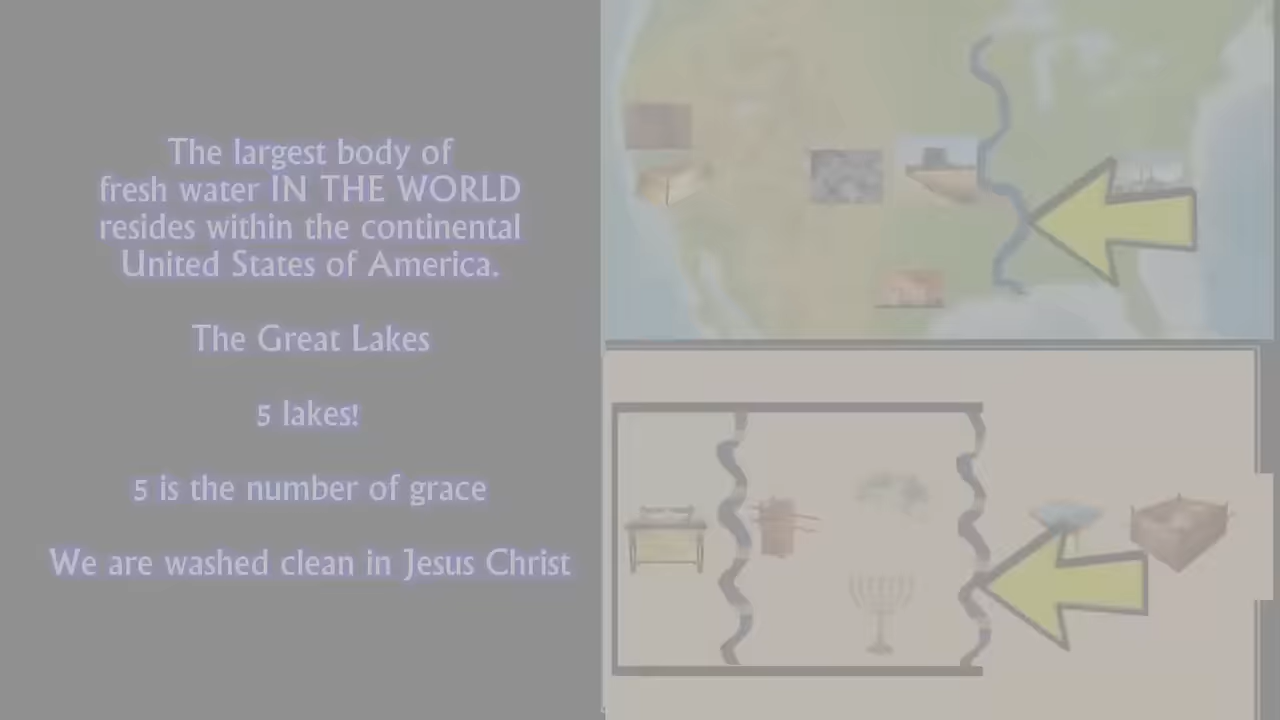 The largest body of
fresh water IN THE WORLD
resides within the continental
United States of America.
The Great Lakes
5 lakes!
5 is the number of grace
We are washed clean in Jesus Christ